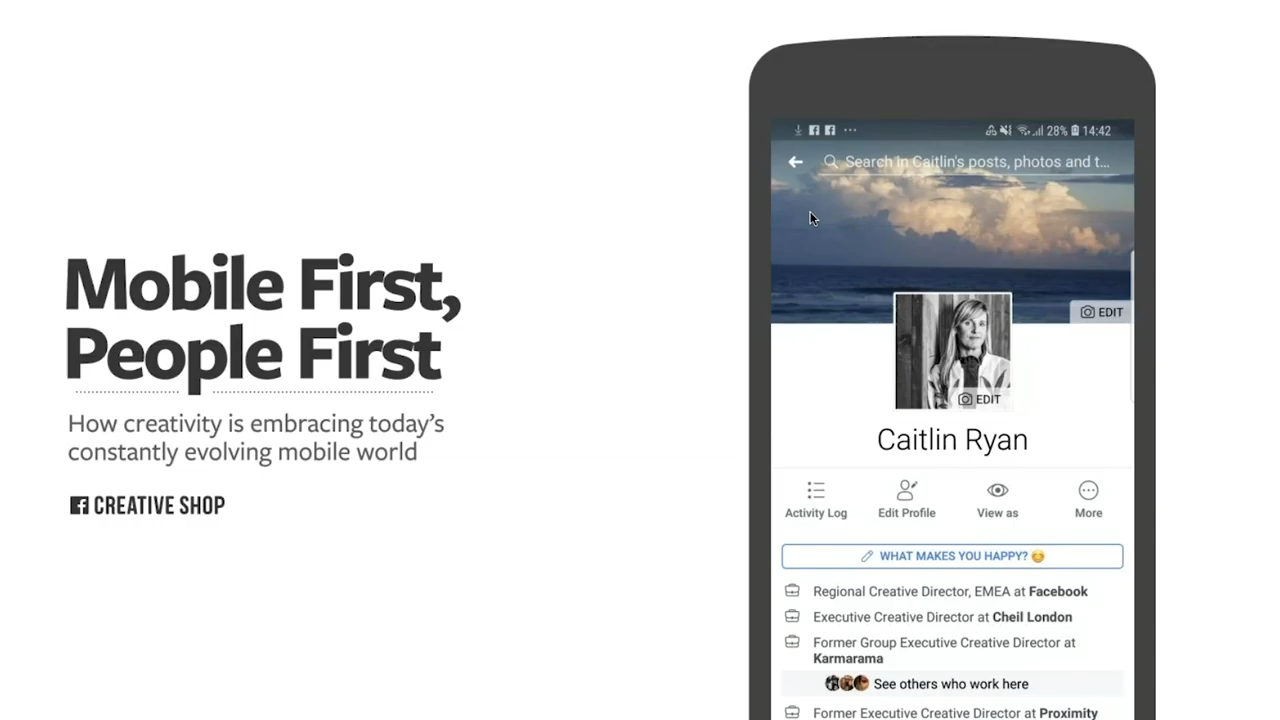 Mobile First,
People First
How creativity is embracing today's
constantly evolving mobile world
CREATIVE SHOP
28% 14:42
Search in Caitlin's posts, photos and t...
EDIT
EDIT
Caitlin Ryan
Activity Log Edit Profile View as More
WHAT MAKES YOU HAPPY? 😊
Regional Creative Director, EMEA at Facebook
Executive Creative Director at Cheil London
Former Group Executive Creative Director at
Karmarama
See others who work here
Former Executive Creative Director at Proximity